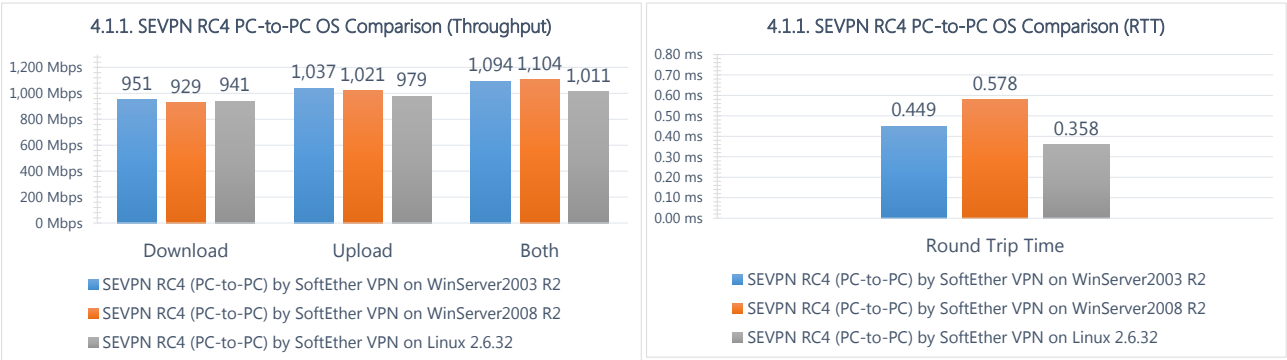 4.1.1. SEVPN RC4 PC-to-PC OS Comparison (Throughput)
1,200 Mbps
1,000 Mbps
800 Mbps
600 Mbps
400 Mbps
200 Mbps
0 Mbps
951 929 941
1,037 1,021 979
1,094 1,104 1,011
Download Upload Both
SEVPN RC4 (PC-to-PC) by SoftEther VPN on WinServer2003 R2
SEVPN RC4 (PC-to-PC) by SoftEther VPN on WinServer2008 R2
SEVPN RC4 (PC-to-PC) by SoftEther VPN on Linux 2.6.32
4.1.1. SEVPN RC4 PC-to-PC OS Comparison (RTT)
0.80 ms
0.70 ms
0.60 ms
0.50 ms
0.40 ms
0.30 ms
0.20 ms
0.10 ms
0.00 ms
0.449 0.578 0.358
Round Trip Time
SEVPN RC4 (PC-to-PC) by SoftEther VPN on WinServer2003 R2
SEVPN RC4 (PC-to-PC) by SoftEther VPN on WinServer2008 R2
SEVPN RC4 (PC-to-PC) by SoftEther VPN on Linux 2.6.32